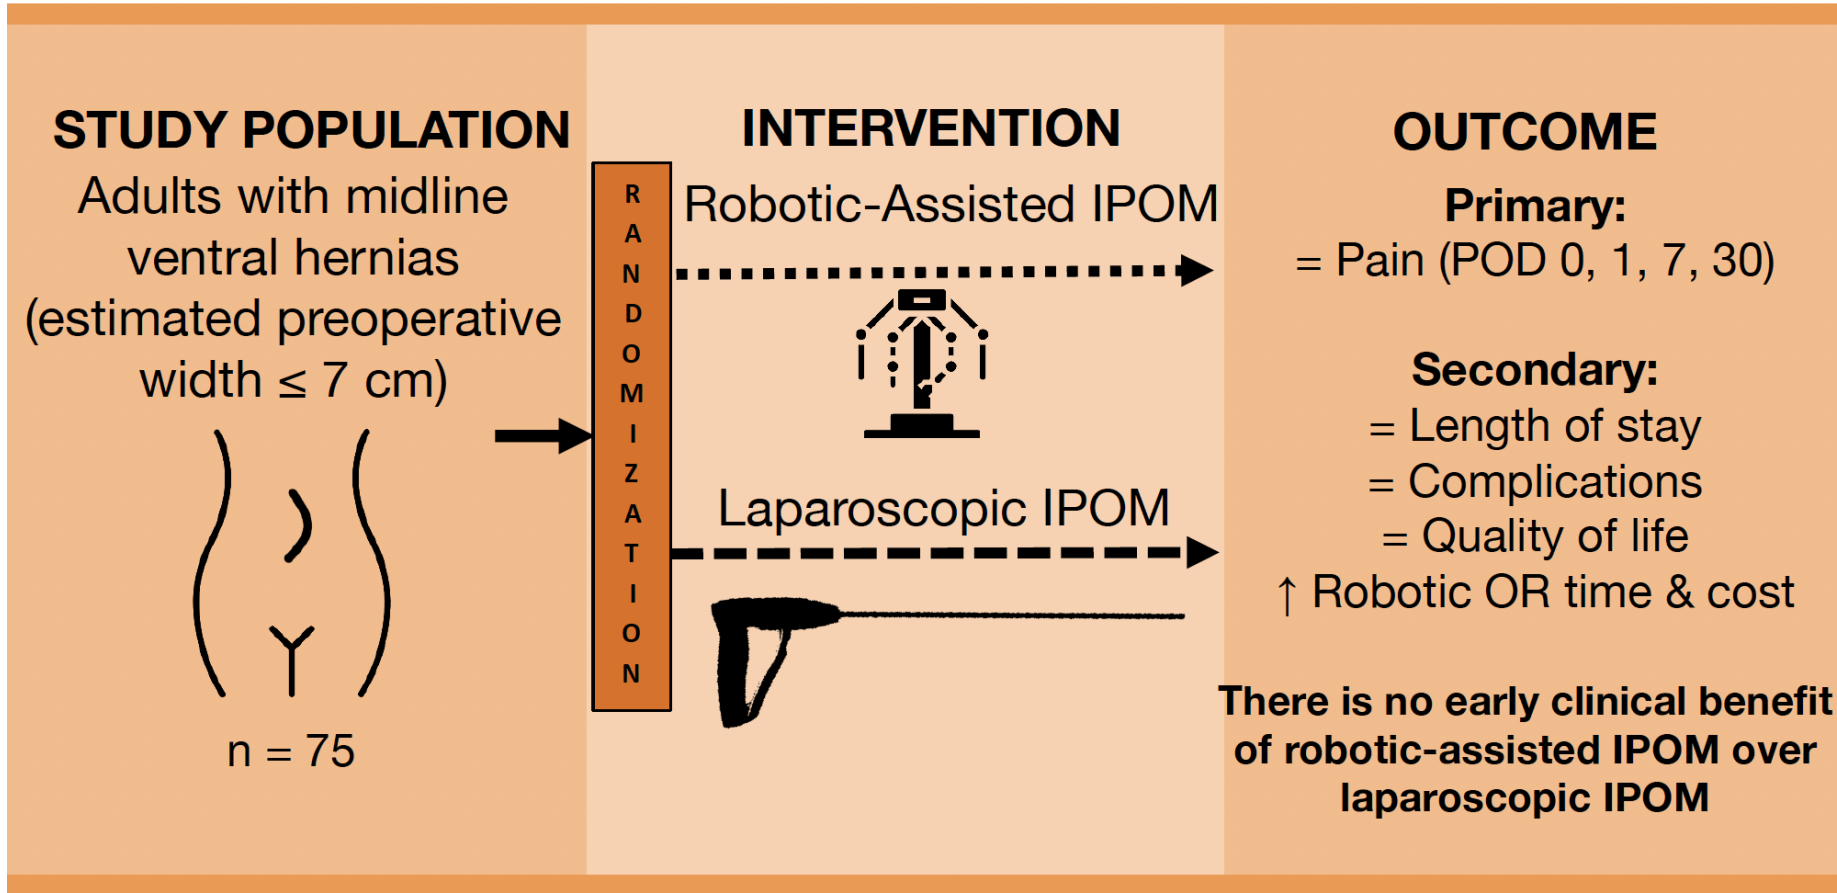 STUDY POPULATION
Adults with midline
ventral hernias
(estimated preoperative
width ≤ 7 cm)
n = 75
RANDOMIZATION
INTERVENTION
Robotic-Assisted IPOM
Laparoscopic IPOM
OUTCOME
Primary:
= Pain (POD 0, 1, 7, 30)
Secondary:
= Length of stay
= Complications
= Quality of life
↑ Robotic OR time & cost
There is no early clinical benefit
of robotic-assisted IPOM over
laparoscopic IPOM